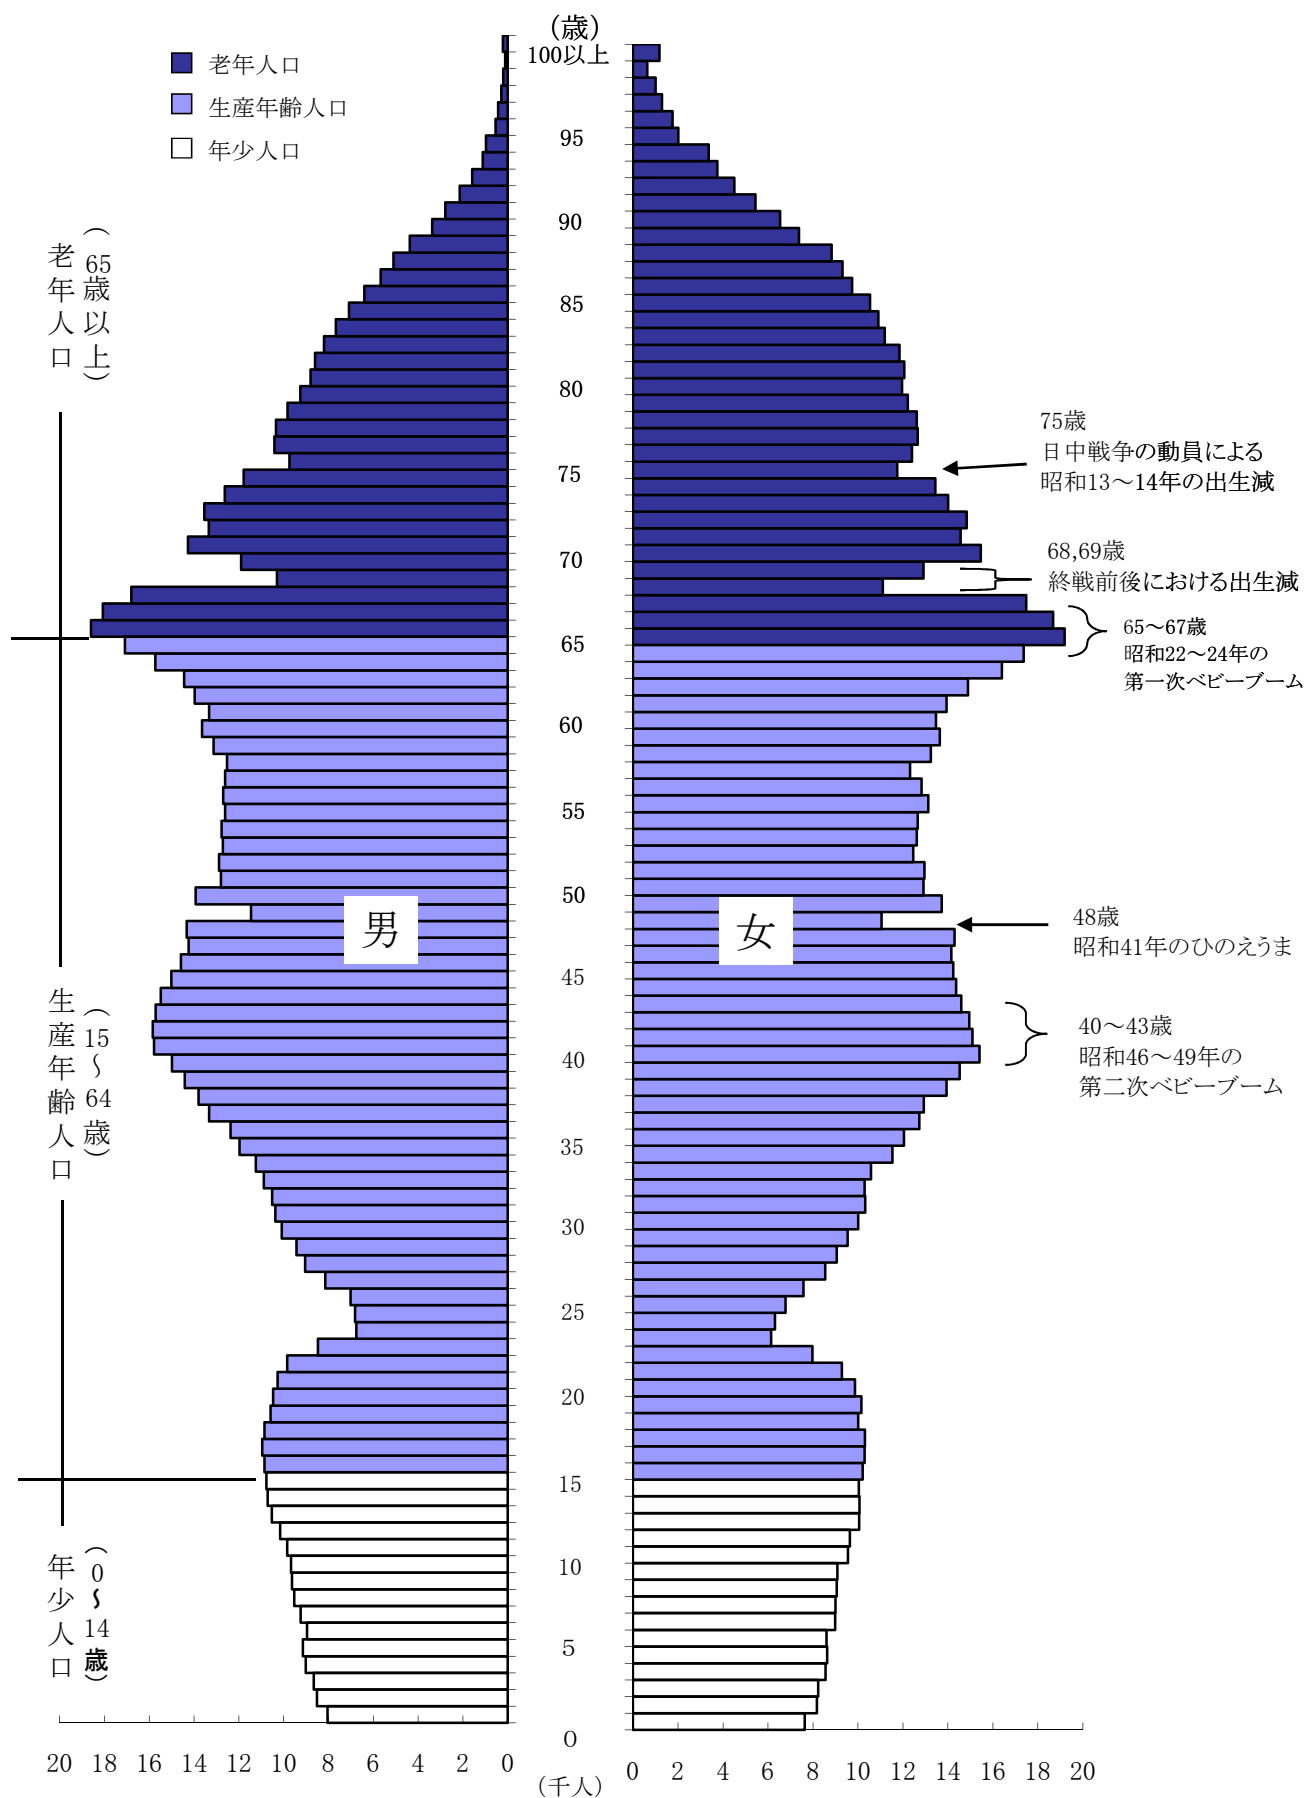 (歳)
100以上
老年人口
生産年齢人口
年少人口
95
90
85
80
75
70
65
60
55
50
45
40
35
30
25
20
15
10
5
0
老年人口
(65歳以上)
生産年齢人口
(15～64歳)
年少人口
(0～14歳)
男
女
75歳
日中戦争の動員による
昭和13～14年の出生減
68,69歳
終戦前後における出生減
65～67歳
昭和22～24年の
第一次ベビーブーム
48歳
昭和41年のひのえうま
40～43歳
昭和46～49年の
第二次ベビーブーム
20 18 16 14 12 10 8 6 4 2 0
(千人)
0 2 4 6 8 10 12 14 16 18 20